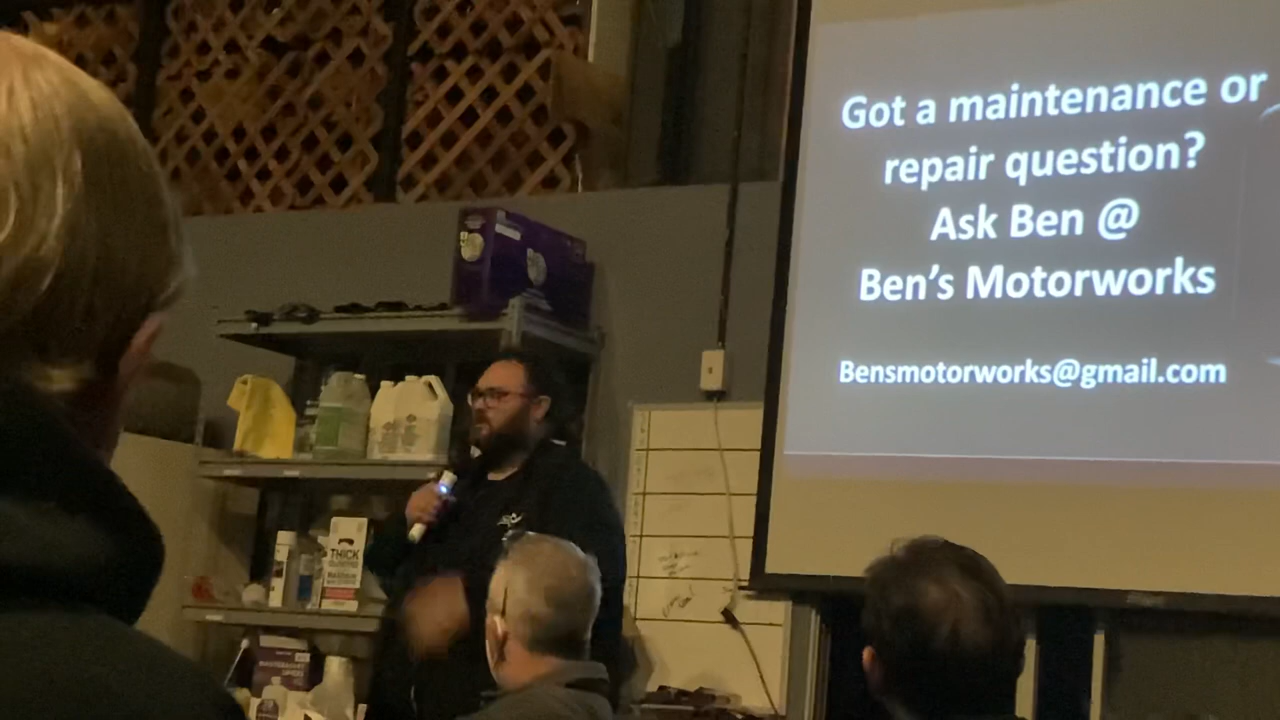 Got a maintenance or
repair question?
Ask Ben @
Ben's Motorworks
Bensmotorworks@gmail.com
THICK